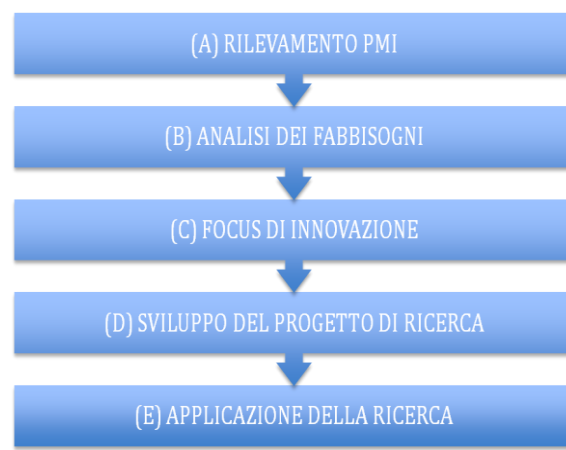 (A) RILEVAMENTO PMI
(B) ANALISI DEI FABBISOGNI
(C) FOCUS DI INNOVAZIONE
(D) SVILUPPO DEL PROGETTO DI RICERCA
(E) APPLICAZIONE DELLA RICERCA